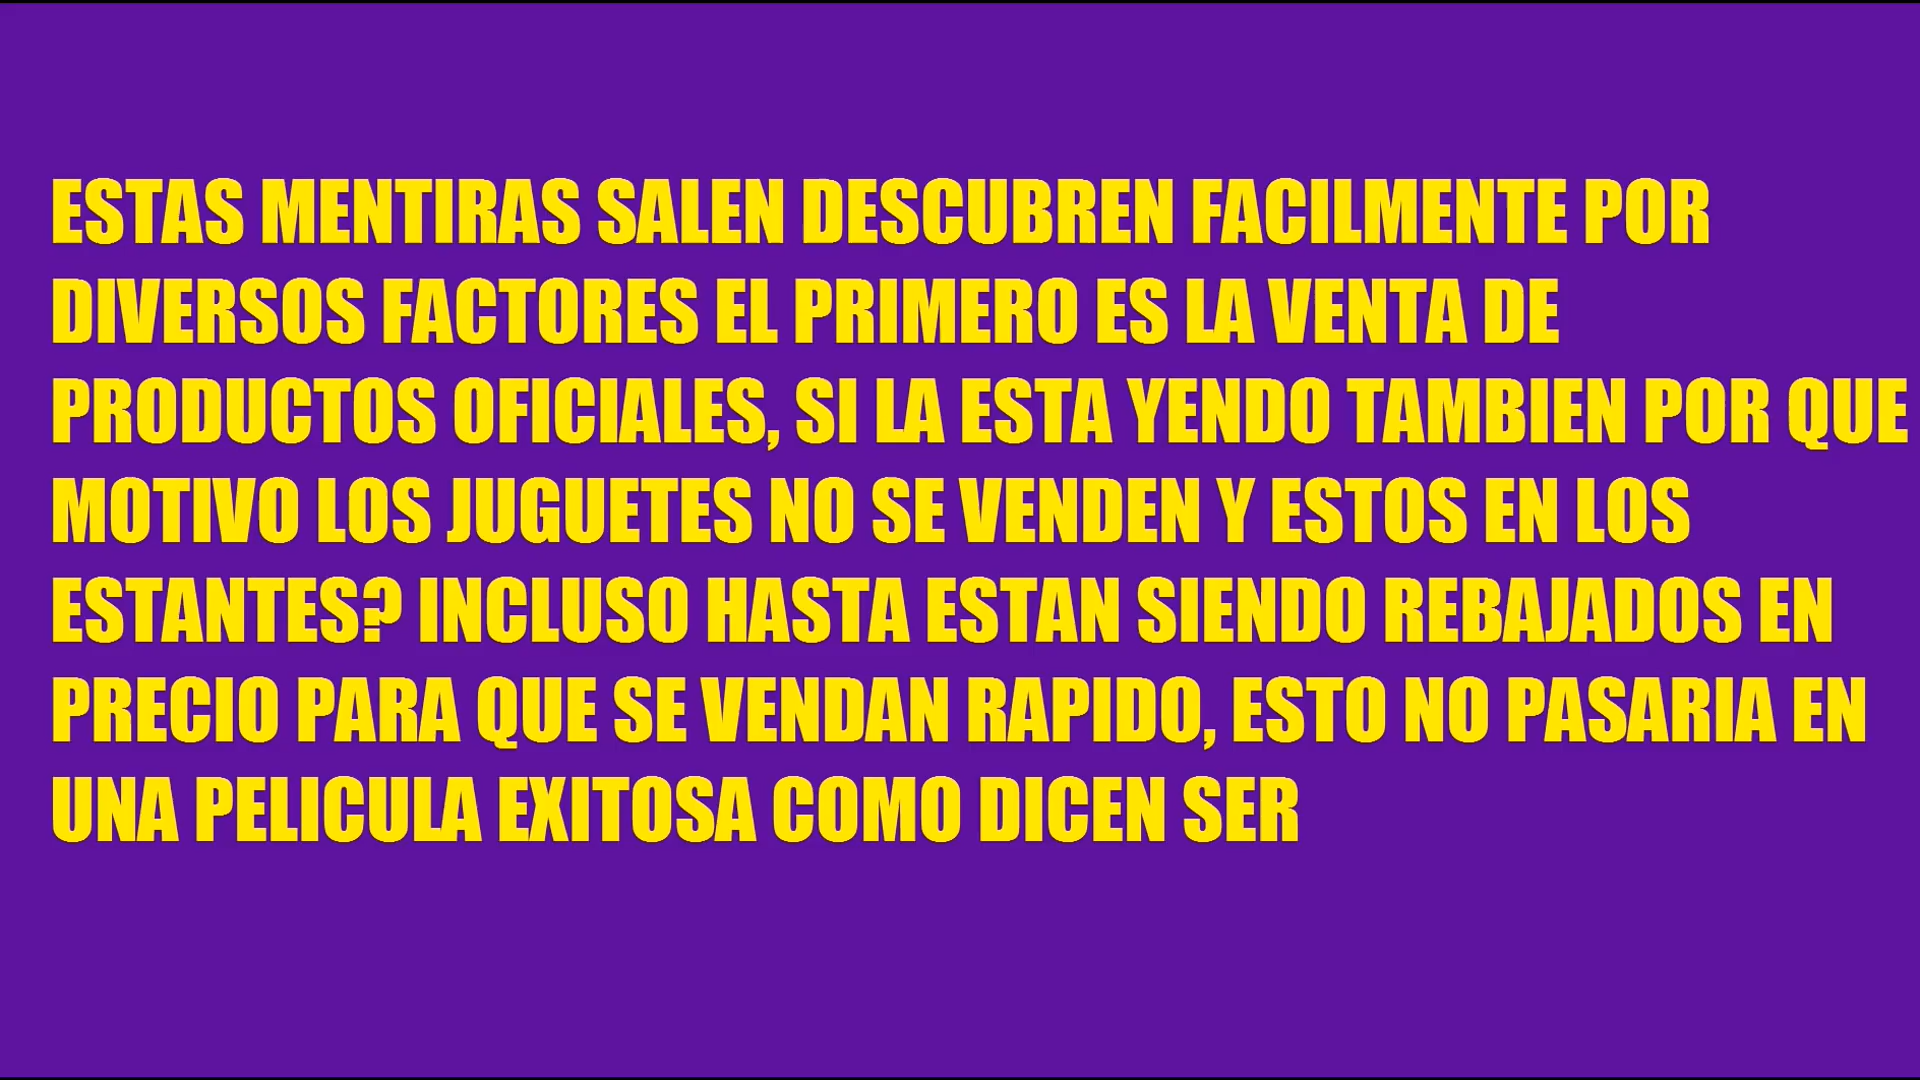 ESTAS MENTIRAS SALEN DESCUBREN FACILMENTE POR
DIVERSOS FACTORES EL PRIMERO ES LA VENTA DE
PRODUCTOS OFICIALES, SI LA ESTA YENDO TAMBIEN POR QUE
MOTIVO LOS JUGUETES NO SE VENDEN Y ESTOS EN LOS
ESTANTES? INCLUSO HASTA ESTAN SIENDO REBAJADOS EN
PRECIO PARA QUE SE VENDAN RAPIDO, ESTO NO PASARIA EN
UNA PELICULA EXITOSA COMO DICEN SER